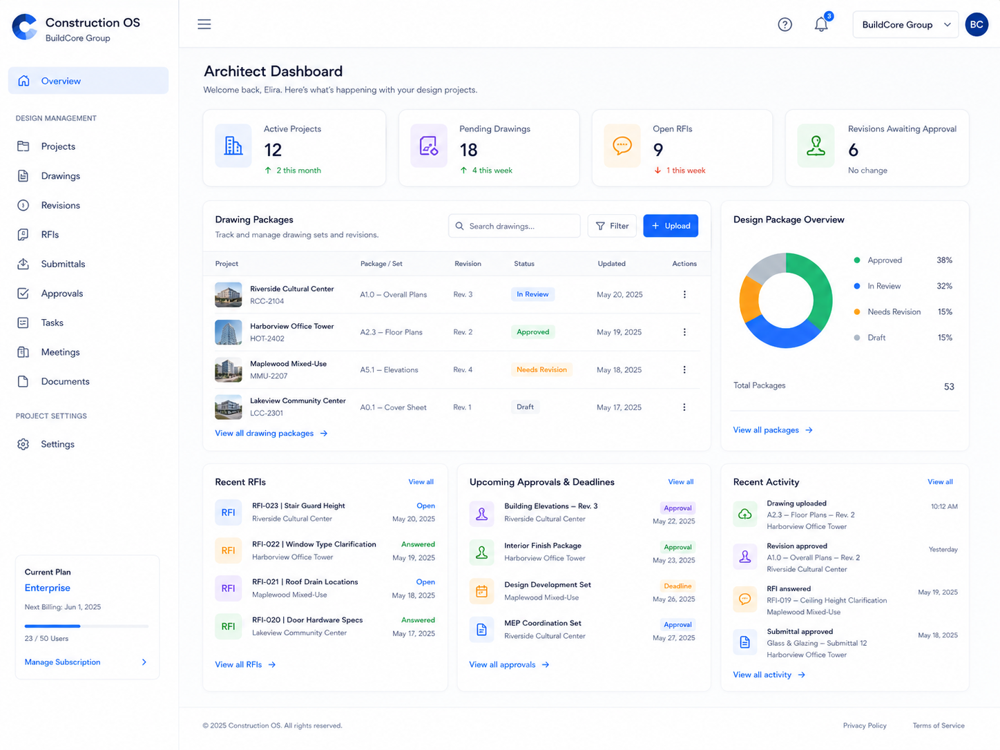 Construction OS
BuildCore Group
3
BuildCore Group
BC
Overview
DESIGN MANAGEMENT
Projects
Drawings
Revisions
RFIs
Submittals
Approvals
Tasks
Meetings
Documents
PROJECT SETTINGS
Settings
Current Plan
Enterprise
Next Billing: Jun 1, 2025
23 / 50 Users
Manage Subscription
Architect Dashboard
Welcome back, Elira. Here's what's happening with your design projects.
Active Projects
12
2 this month
Pending Drawings
18
4 this week
Open RFIs
9
1 this week
Revisions Awaiting Approval
6
No change
Drawing Packages
Track and manage drawing sets and revisions.
Search drawings...
Filter
+ Upload
Project Package / Set Revision Status Updated Actions
Riverside Cultural Center
RCC-2104
A1.0 – Overall Plans Rev. 3 In Review May 20, 2025
Harborview Office Tower
HOT-2402
A2.3 – Floor Plans Rev. 2 Approved May 19, 2025
Maplewood Mixed-Use
MMU-2207
A5.1 – Elevations Rev. 4 Needs Revision May 18, 2025
Lakeview Community Center
LCC-2301
A0.1 – Cover Sheet Rev. 1 Draft May 17, 2025
View all drawing packages →
Design Package Overview
Approved 38%
In Review 32%
Needs Revision 15%
Draft 15%
Total Packages 53
View all packages →
Recent RFIs View all
RFI
RFI-023 | Stair Guard Height Open
Riverside Cultural Center May 20, 2025
RFI
RFI-022 | Window Type Clarification Answered
Harborview Office Tower May 19, 2025
RFI
RFI-021 | Roof Drain Locations Open
Maplewood Mixed-Use May 18, 2025
RFI
RFI-020 | Door Hardware Specs Answered
Lakeview Community Center May 17, 2025
View all RFIs →
Upcoming Approvals & Deadlines View all
Building Elevations – Rev. 3 Approval
Riverside Cultural Center May 22, 2025
Interior Finish Package Approval
Harborview Office Tower May 23, 2025
Design Development Set Deadline
Maplewood Mixed-Use May 26, 2025
MEP Coordination Set Approval
Riverside Cultural Center May 27, 2025
View all approvals →
Recent Activity View all
Drawing uploaded 10:12 AM
A2.3 – Floor Plans – Rev. 2
Harborview Office Tower
Revision approved Yesterday
A1.0 – Overall Plans – Rev. 2
Riverside Cultural Center
RFI answered May 19, 2025
RFI-019 – Ceiling Height Clarification
Maplewood Mixed-Use
Submittal approved May 18, 2025
Glass & Glazing – Submittal 12
Harborview Office Tower
View all activity →
© 2025 Construction OS. All rights reserved.
Privacy Policy Terms of Service